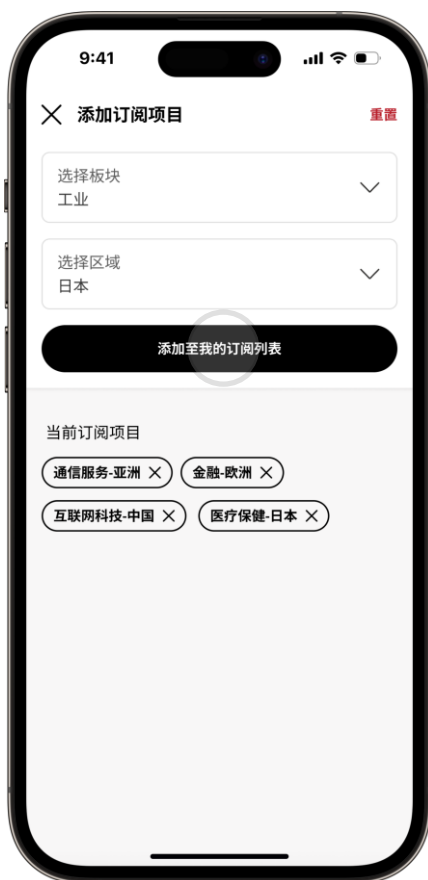 9:41
添加订阅项目 重置
选择板块
工业
选择区域
日本
添加至我的订阅列表
当前订阅项目
通信服务-亚洲 金融-欧洲
互联网科技-中国 医疗保健-日本